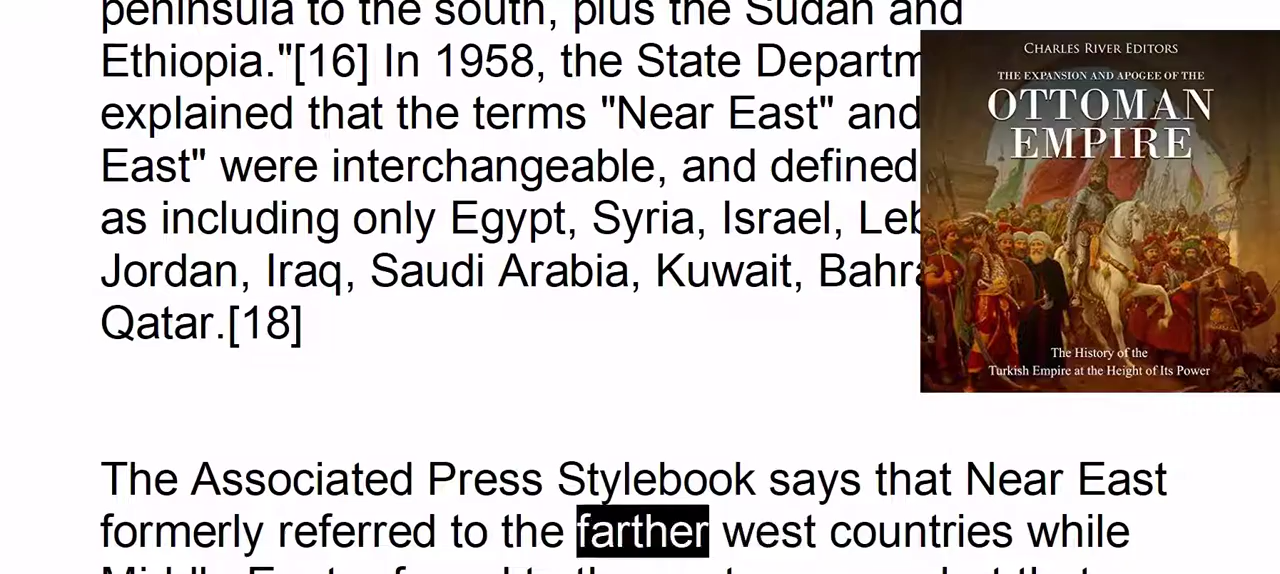 peninsula to the south, plus the Sudan and
Ethiopia."[16] In 1958, the State Departm
explained that the terms "Near East" and
East" were interchangeable, and defined
as including only Egypt, Syria, Israel, Leb
Jordan, Iraq, Saudi Arabia, Kuwait, Bahra
Qatar.[18]
CHARLES RIVER EDITORS
THE EXPANSION AND APOGEE OF THE
OTTOMAN
EMPIRE
The History of the
Turkish Empire at the Height of Its Power
The Associated Press Stylebook says that Near East
formerly referred to the farther west countries while